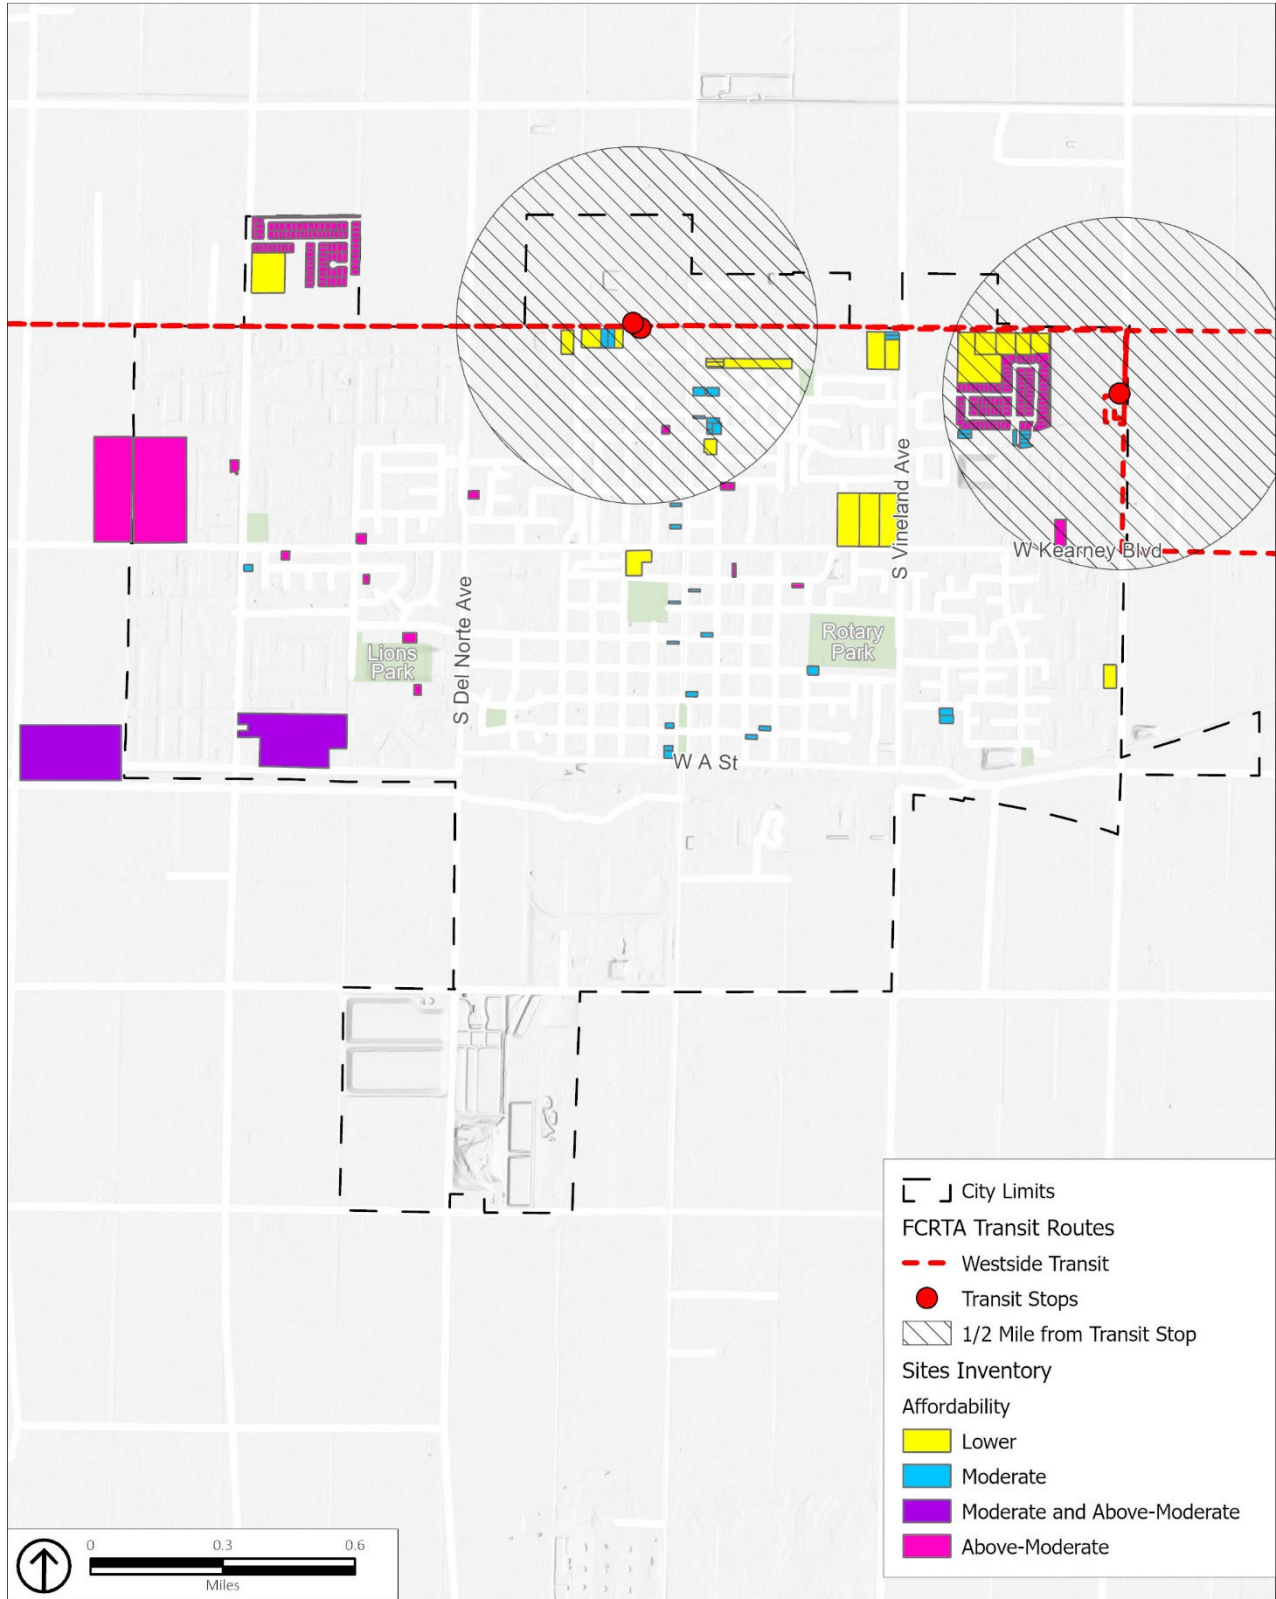 S Vineland Ave
W Kearney Blvd
S Del Norte Ave
Lions
Park
Rotary
Park
W A St
City Limits
FCRTA Transit Routes
Westside Transit
Transit Stops
1/2 Mile from Transit Stop
Sites Inventory
Affordability
Lower
Moderate
Moderate and Above-Moderate
Above-Moderate
0 0.3 0.6
Miles